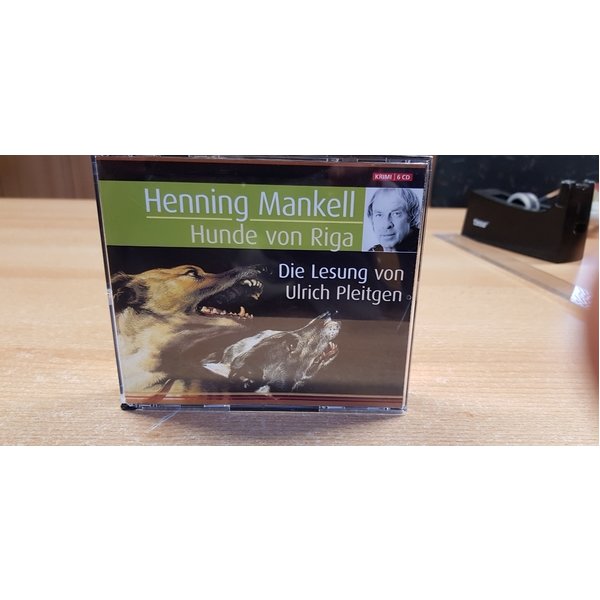 KRIMI | 6 CD
Henning Mankell
Hunde von Riga
Die Lesung von
Ulrich Pleitgen